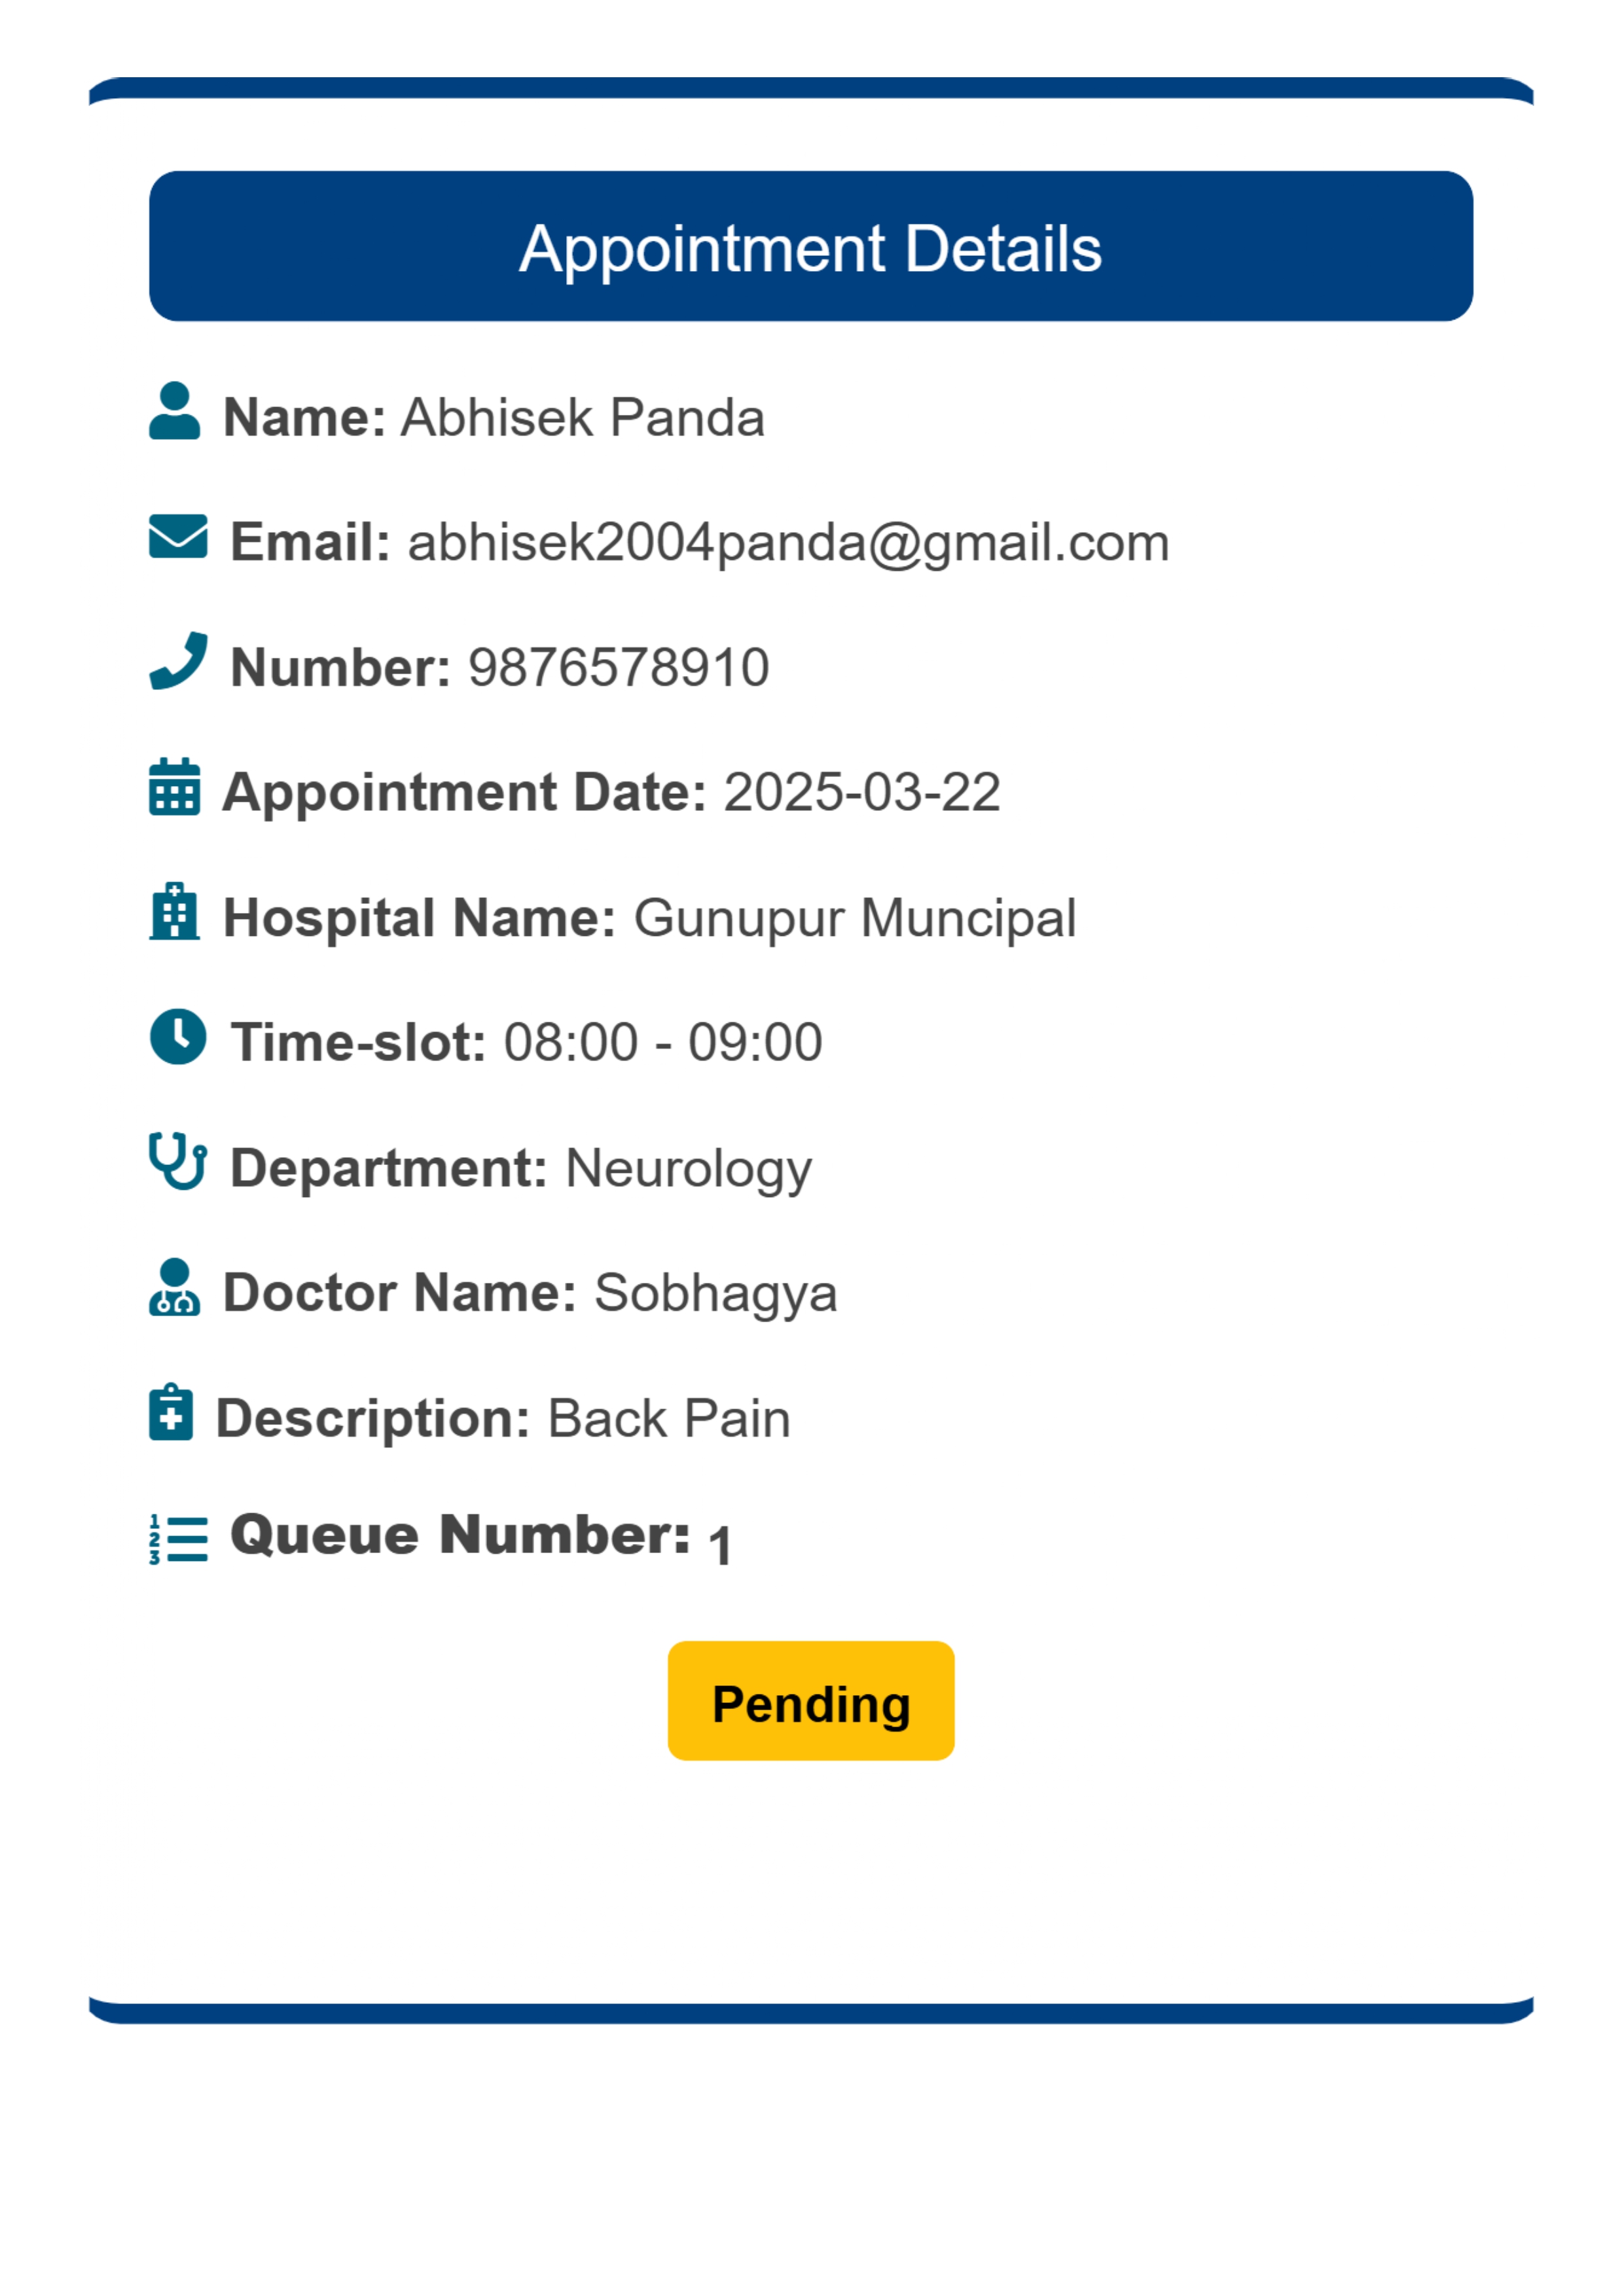 Appointment Details
Name: Abhisek Panda
Email: abhisek2004panda@gmail.com
Number: 9876578910
Appointment Date: 2025-03-22
Hospital Name: Gunupur Muncipal
Time-slot: 08:00 - 09:00
Department: Neurology
Doctor Name: Sobhagya
Description: Back Pain
Queue Number: 1
Pending